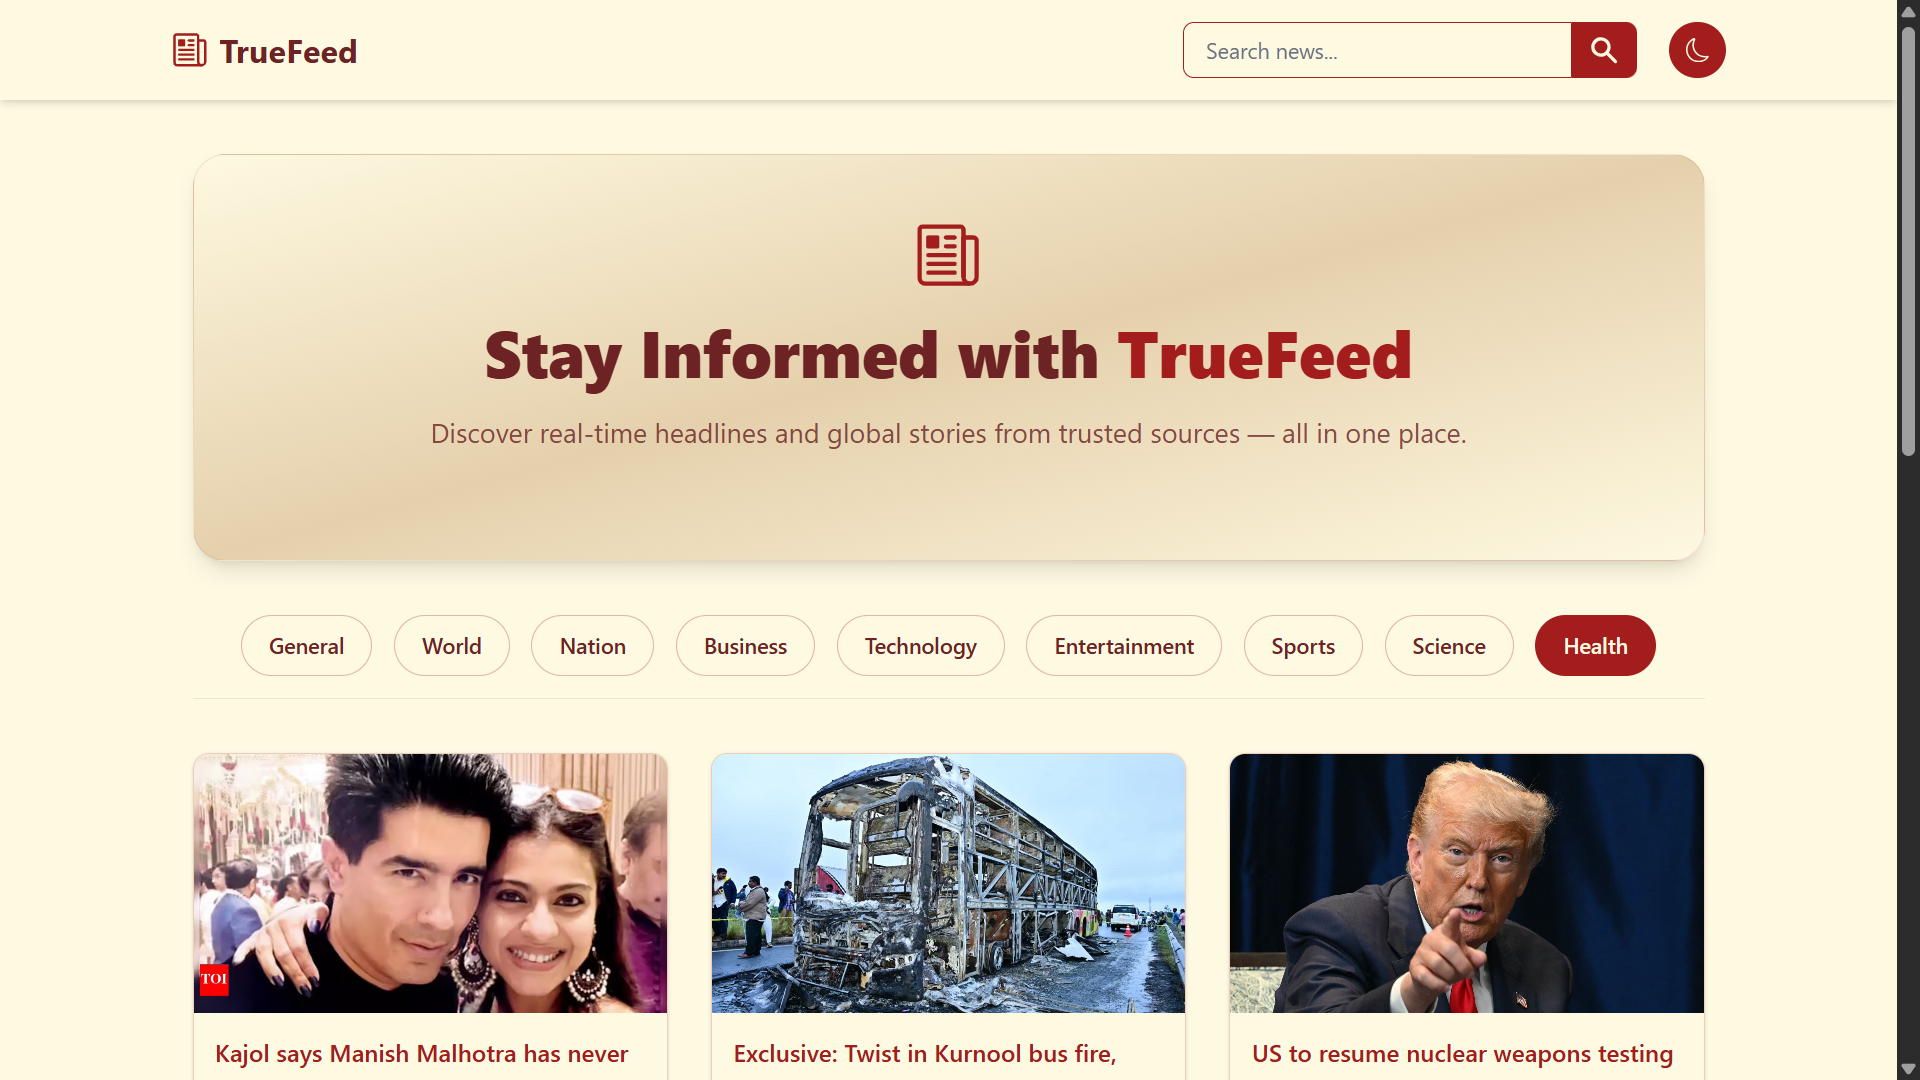 TrueFeed
Search news...
Stay Informed with TrueFeed
Discover real-time headlines and global stories from trusted sources — all in one place.
General
World
Nation
Business
Technology
Entertainment
Sports
Science
Health
TOI
Kajol says Manish Malhotra has never
Exclusive: Twist in Kurnool bus fire,
US to resume nuclear weapons testing